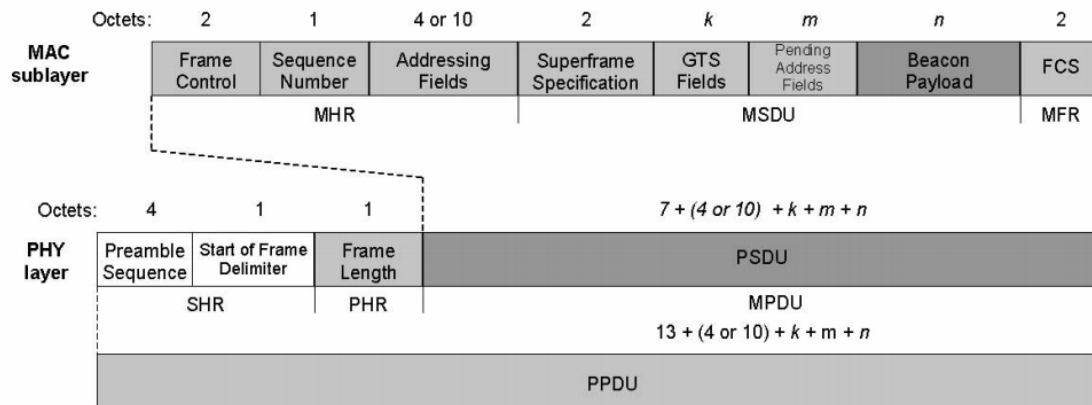 Octets: 2 1 4 or 10 2 k m n 2
MAC sublayer
Frame Control
Sequence Number
Addressing Fields
Superframe Specification
GTS Fields
Pending Address Fields
Beacon Payload
FCS
MHR MSDU MFR
Octets: 4 1 1 7 + (4 or 10) + k + m + n
PHY layer
Preamble Sequence
Start of Frame Delimiter
Frame Length
PSDU
SHR PHR MPDU
13 + (4 or 10) + k + m + n
PPDU